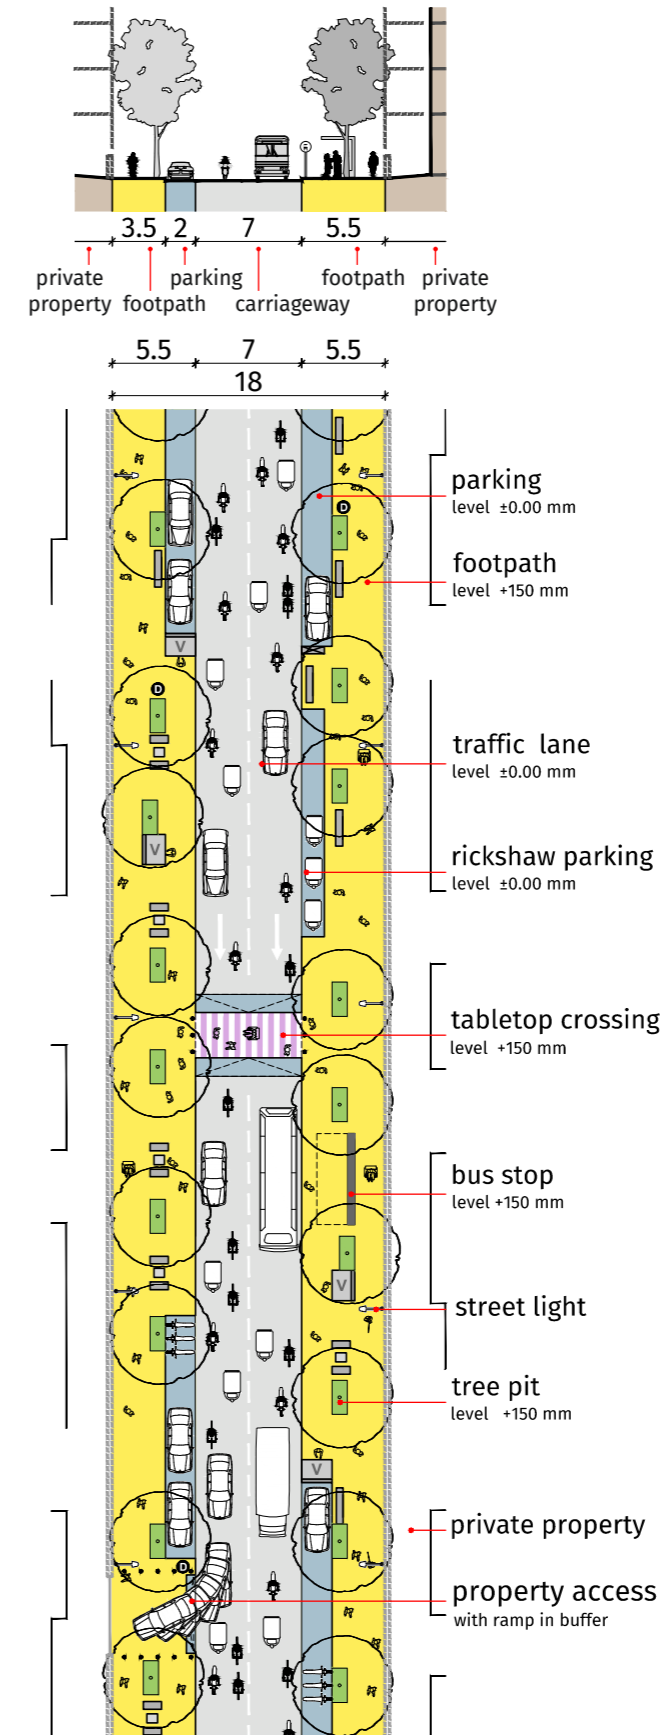 3.5 2 7 5.5
private property
footpath
parking
carriageway
footpath
private property
5.5 7 5.5
18
parking
level ±0.00 mm
D
footpath
level +150 mm
V
D
traffic lane
level ±0.00 mm
V
rickshaw parking
level ±0.00 mm
tabletop crossing
level +150 mm
bus stop
level +150 mm
V
street light
tree pit
level +150 mm
V
private property
D
property access
with ramp in buffer